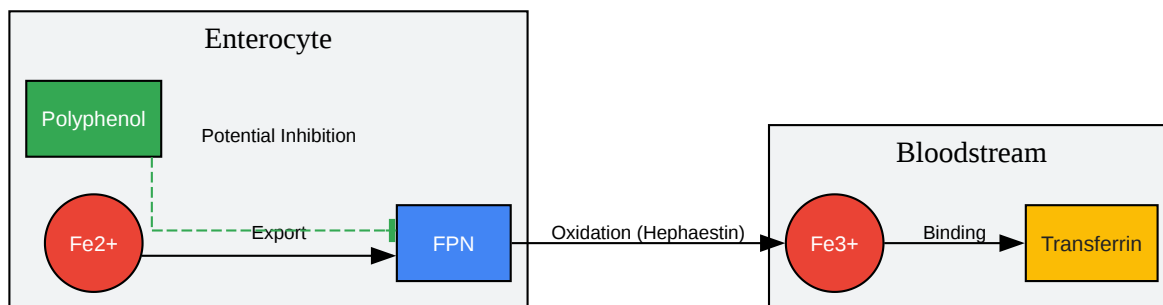 Enterocyte
Polyphenol
Potential Inhibition
Fe2+
Export
FPN
Oxidation (Hephaestin)
Bloodstream
Fe3+
Binding
Transferrin